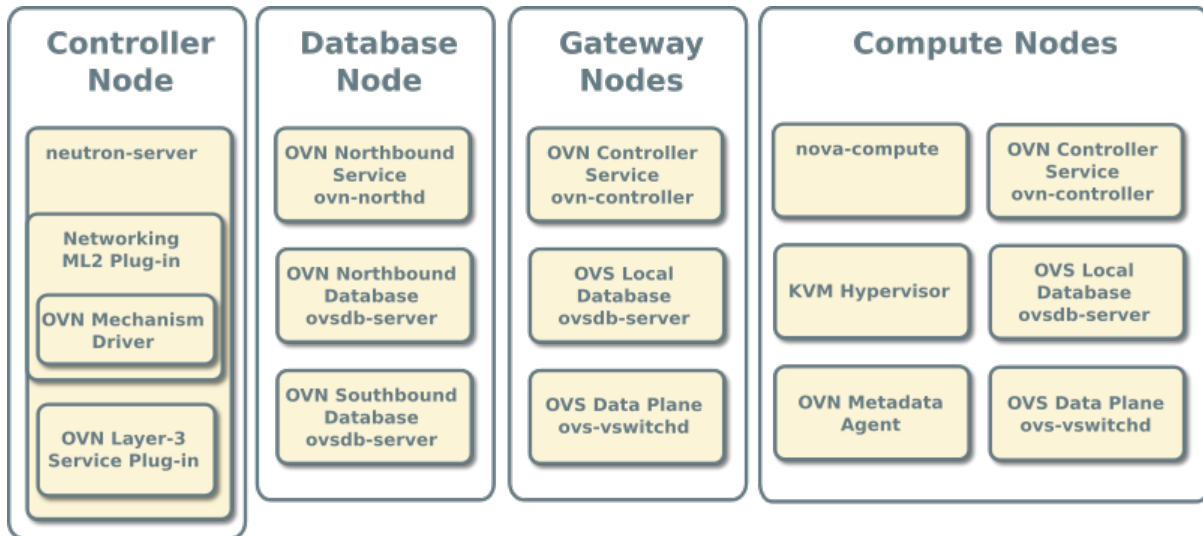 Controller
Node
neutron-server
Networking
ML2 Plug-in
OVN Mechanism
Driver
OVN Layer-3
Service Plug-in
Database
Node
OVN Northbound
Service
ovn-northd
OVN Northbound
Database
ovsdb-server
OVN Southbound
Database
ovsdb-server
Gateway
Nodes
OVN Controller
Service
ovn-controller
OVS Local
Database
ovsdb-server
OVS Data Plane
ovs-vswitchd
Compute Nodes
nova-compute
OVN Controller
Service
ovn-controller
KVM Hypervisor
OVS Local
Database
ovsdb-server
OVN Metadata
Agent
OVS Data Plane
ovs-vswitchd